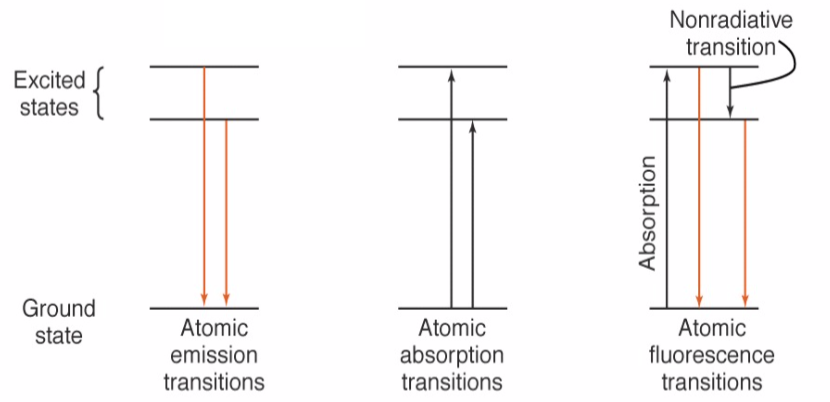 Nonradiative
transition
Excited
states
Absorption
Ground
state
Atomic
emission
transitions
Atomic
absorption
transitions
Atomic
fluorescence
transitions